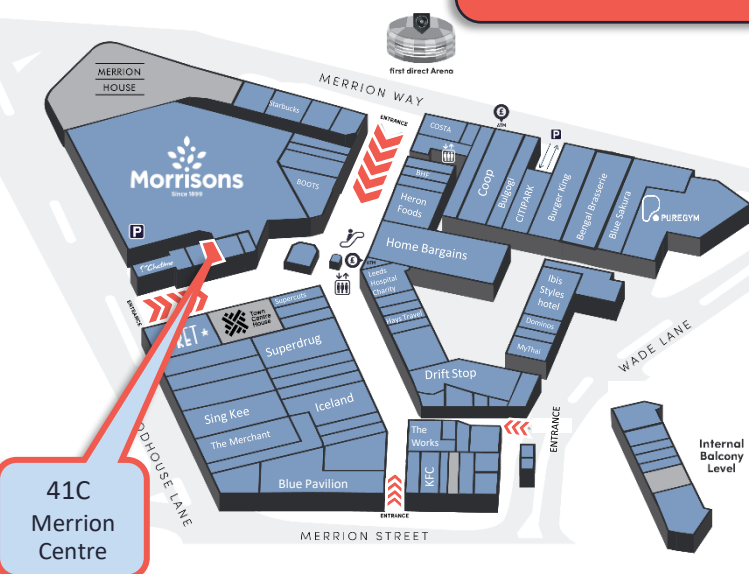 first direct Arena
MERRION
HOUSE
MERRION WAY
Starbucks
ENTRANCE
COSTA
£
ATM
P
Morrisons
Since 1899
BOOTS
BHF
Heron
Foods
Coop
Bulgogi
CITIPARK
Burger King
Bengal Brasserie
Blue Sakura
PUREGYM
P
Home Bargains
£
ATM
Leeds
Hospital
Charity
Hays Travel
Ibis
Styles
hotel
Dominos
MyThai
ENTRANCE
Town
Centre
House
Supercuts
Superdrug
Drift Stop
WADE LANE
Sing Kee
Iceland
The Merchant
Blue Pavilion
The
Works
KFC
ENTRANCE
Internal
Balcony
Level
ENTRANCE
MERRION STREET
41C
Merrion
Centre